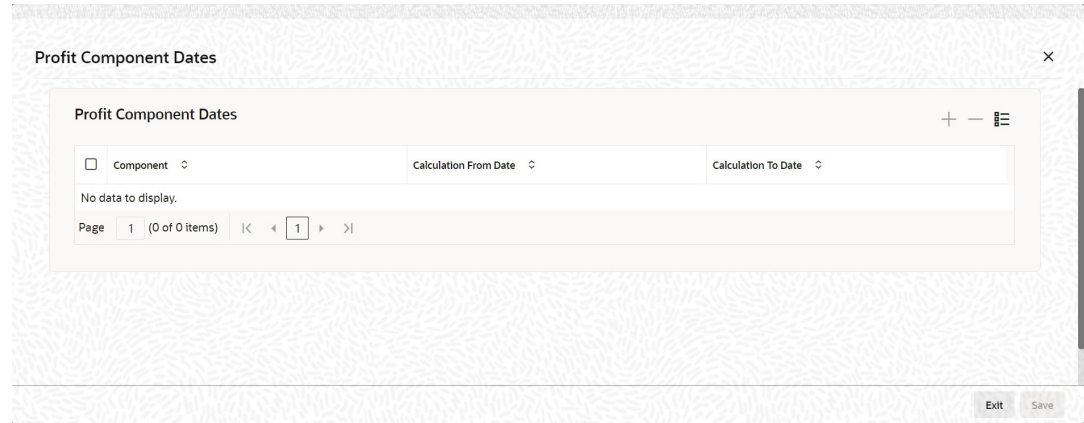 Profit Component Dates
Profit Component Dates
Component Calculation From Date Calculation To Date
No data to display.
Page 1 (0 of 0 items) 1
Exit Save